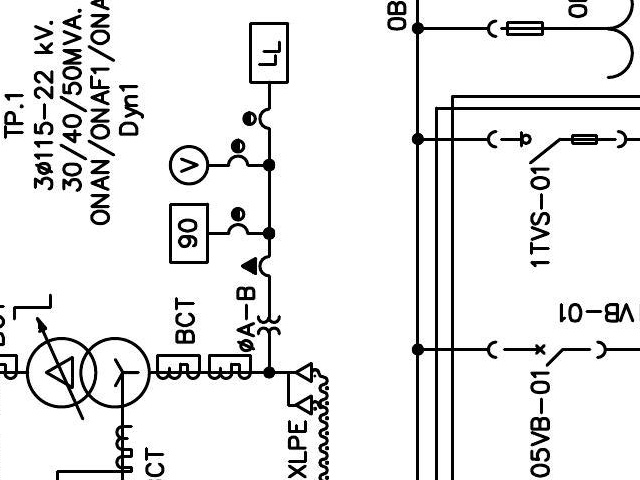 TP.1
3ø115-22 kV.
30/40/50MVA.
ONAN/ONAF1/ONA
Dyn1
LL
V
90
BCT
øA-B
XLPE
0B
1TVS-01
VB-01
05VB-01